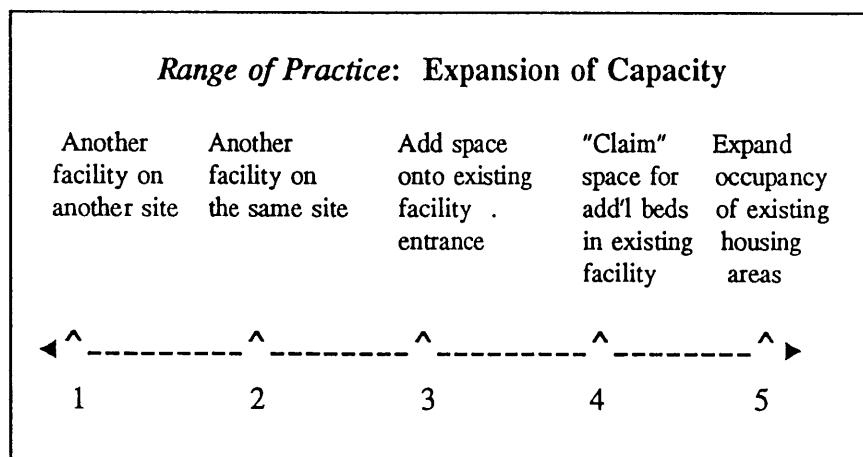 Range of Practice: Expansion of Capacity
Another facility on another site
Another facility on the same site
Add space onto existing facility . entrance
"Claim" space for add'l beds in existing facility
Expand occupancy of existing housing areas
◄ ^ _ _ _ _ _ _ _ _ _ _ ^ _ _ _ _ _ _ _ _ _ ^ _ _ _ _ _ _ _ _ _ _ ^ _ _ _ _ _ _ _ _ _ ^ ►
1 2 3 4 5